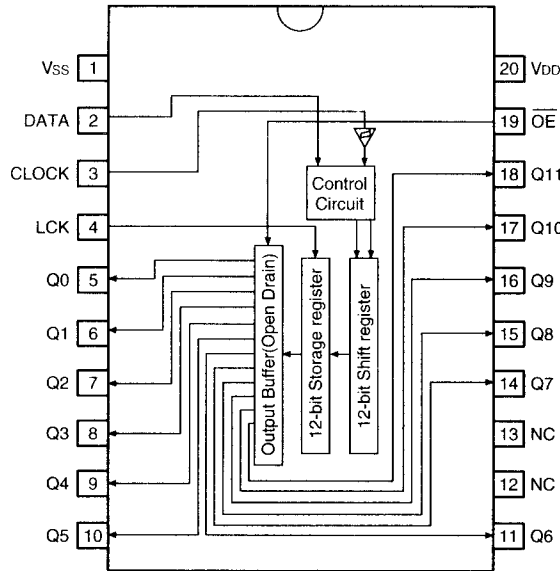 VSS 1
DATA 2
CLOCK 3
LCK 4
Q0 5
Q1 6
Q2 7
Q3 8
Q4 9
Q5 10
Control
Circuit
Output Buffer(Open Drain)
12-bit Storage register
12-bit Shift register
20 VDD
19 OE
18 Q11
17 Q10
16 Q9
15 Q8
14 Q7
13 NC
12 NC
11 Q6